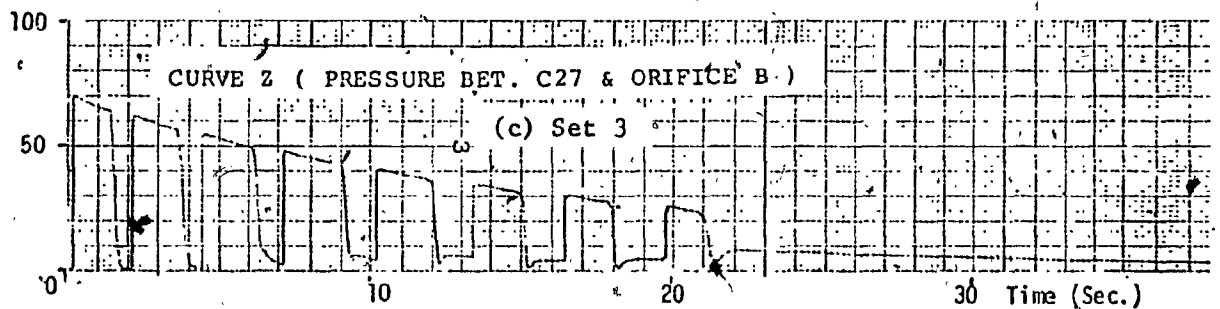 100
CURVE Z ( PRESSURE BET. C27 & ORIFICE B )
(c) Set 3
50
0
10
20
30
Time (Sec.)